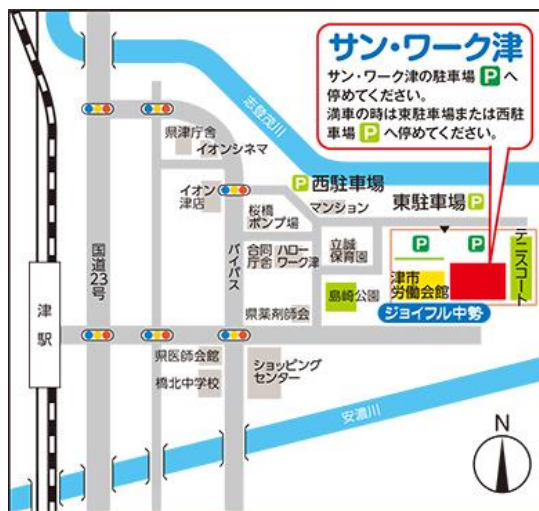 サン・ワーク津
サン・ワーク津の駐車場 P へ
停めてください。
満車の時は東駐車場または西駐
車場 P へ停めてください。
志登茂川
県津庁舎
イオンシネマ
イオン
津店
P 西駐車場
マンション
東駐車場 P
桜橋
ポンプ場
国道23号
バイパス
合同
庁舎
ハロー
ワーク津
立誠
保育園
P
P
テニスコート
津市
労働会館
島崎公園
ジョイフル中勢
県薬剤師会
津駅
県医師会館
橋北中学校
ショッピング
センター
安濃川
N